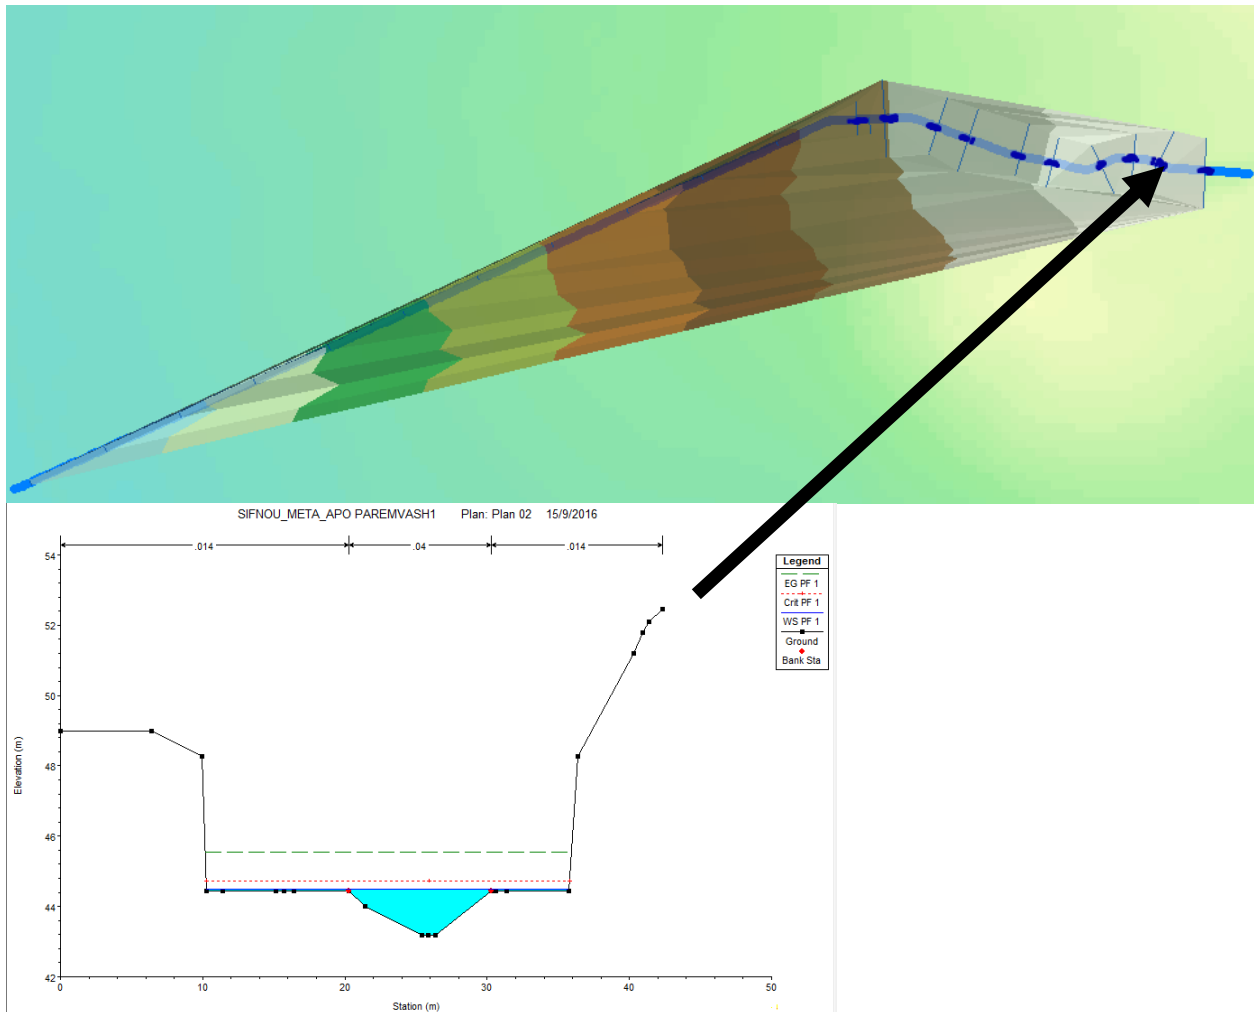 SIFNOU_META_APO PAREMVASH1 Plan: Plan 02 15/9/2016
.014 .04 .014
54
52
50
48
46
44
42
Elevation (m)
0 10 20 30 40 50
Station (m)
Legend
EG PF 1
Crit PF 1
WS PF 1
Ground
Bank Sta